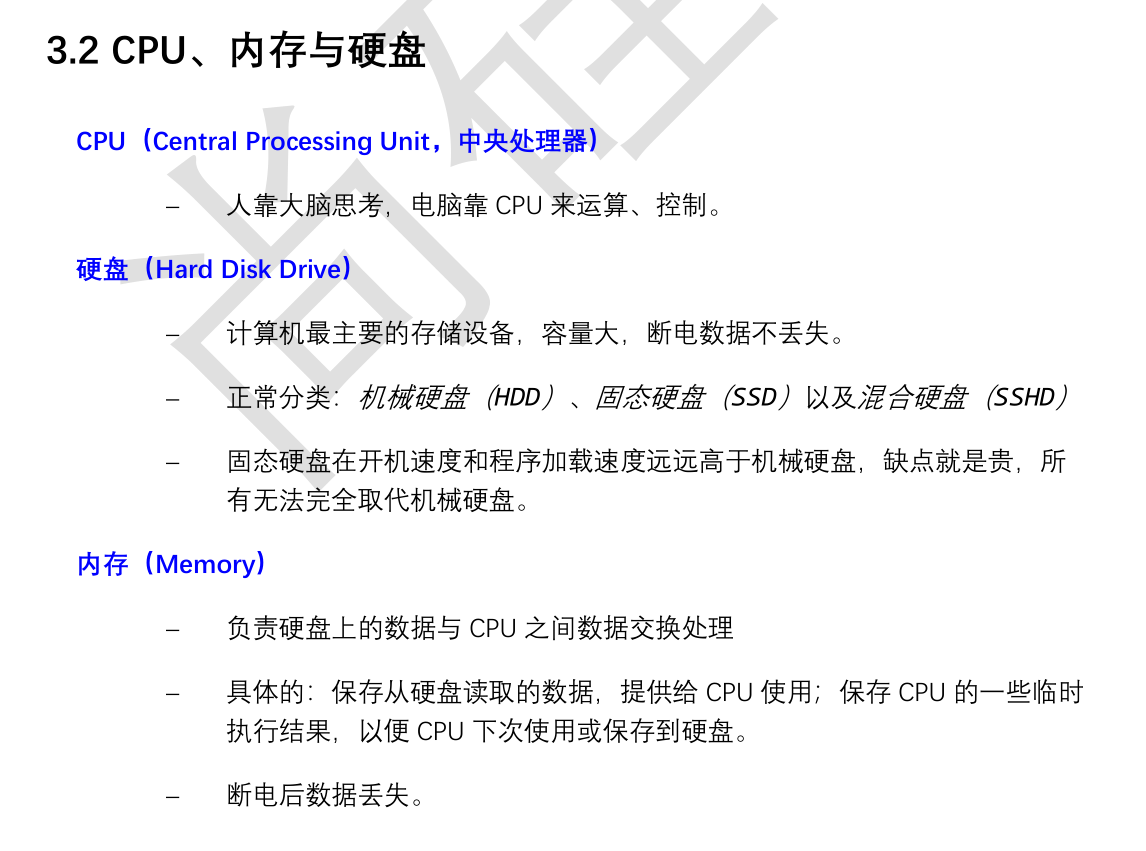 3.2 CPU、内存与硬盘
CPU（Central Processing Unit，中央处理器）
– 人靠大脑思考，电脑靠 CPU 来运算、控制。
硬盘（Hard Disk Drive）
– 计算机最主要的存储设备，容量大，断电数据不丢失。
– 正常分类：机械硬盘（HDD）、固态硬盘（SSD）以及混合硬盘（SSHD）
– 固态硬盘在开机速度和程序加载速度远远高于机械硬盘，缺点就是贵，所
有无法完全取代机械硬盘。
内存（Memory）
– 负责硬盘上的数据与 CPU 之间数据交换处理
– 具体的：保存从硬盘读取的数据，提供给 CPU 使用；保存 CPU 的一些临时
执行结果，以便 CPU 下次使用或保存到硬盘。
– 断电后数据丢失。
尚硅